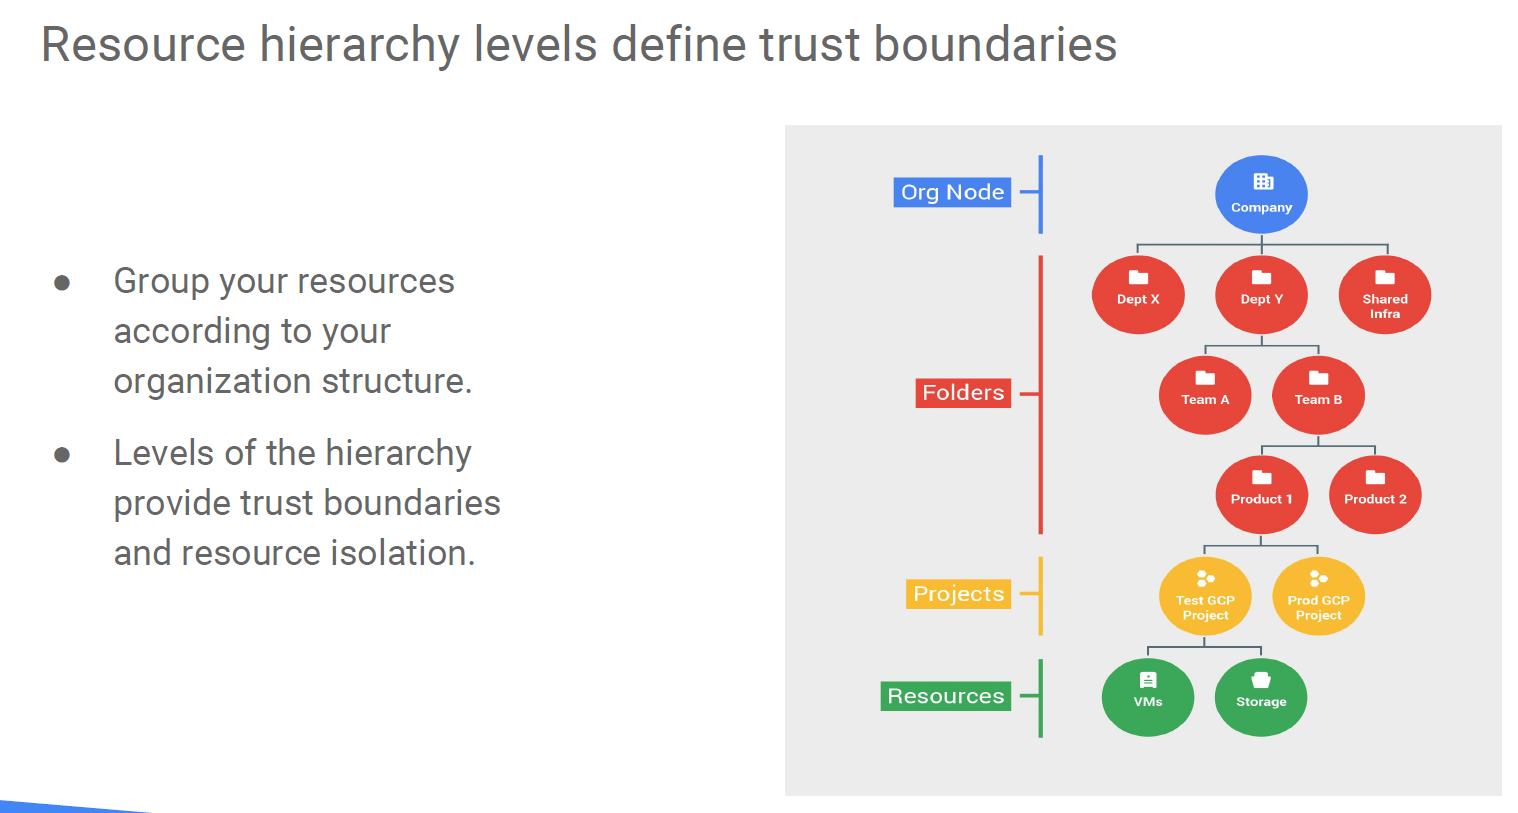 Resource hierarchy levels define trust boundaries
● Group your resources
according to your
organization structure.
● Levels of the hierarchy
provide trust boundaries
and resource isolation.
Org Node
Company
Folders
Dept X
Dept Y
Shared
Infra
Team A
Team B
Product 1
Product 2
Projects
Test GCP
Project
Prod GCP
Project
Resources
VMs
Storage